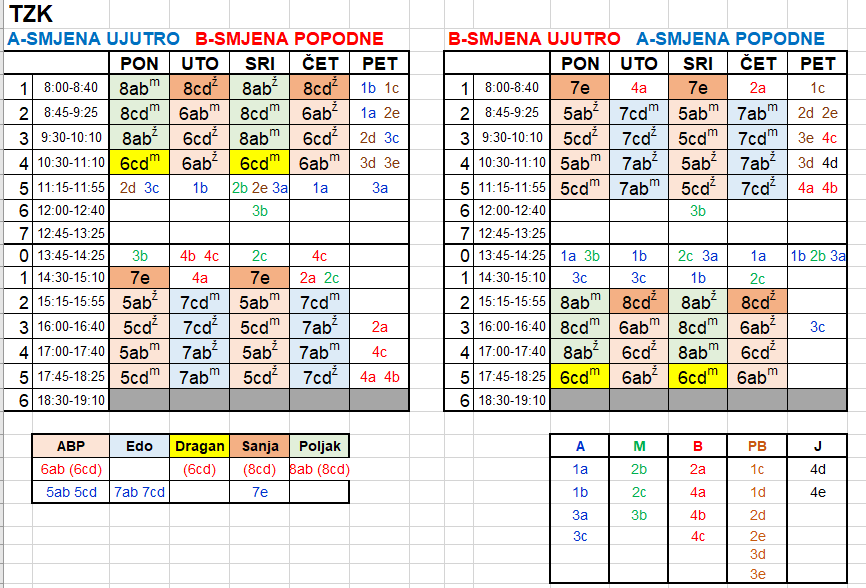 TZK
A-SMJENA UJUTRO B-SMJENA POPODNE B-SMJENA UJUTRO A-SMJENA POPODNE
PON UTO SRI ČET PET PON UTO SRI ČET PET
1 8:00-8:40 8abm 8cdž 8abž 8cdž 1b 1c 1 8:00-8:40 7e 4a 7e 2a 1c
2 8:45-9:25 8cdm 6abm 8cdm 6abž 1a 2e 2 8:45-9:25 5abž 7cdm 5abm 7abm 2d 2e
3 9:30-10:10 8abž 6cdž 8abm 6cdž 2d 3c 3 9:30-10:10 5cdž 7cdž 5cdm 7cdm 3e 4c
4 10:30-11:10 6cdm 6abž 6cdm 6abm 3d 3e 4 10:30-11:10 5abm 7abž 5abž 7abž 3d 4d
5 11:15-11:55 2d 3c 1b 2b 2e 3a 1a 3a 5 11:15-11:55 5cdm 7abm 5cdž 7cdž 4a 4b
6 12:00-12:40 3b 6 12:00-12:40 3b
7 12:45-13:25 7 12:45-13:25
0 13:45-14:25 3b 4b 4c 2c 4c 0 13:45-14:25 1a 3b 1b 2c 3a 1a 1b 2b 3a
1 14:30-15:10 7e 4a 7e 2a 2c 1 14:30-15:10 3c 3c 1b 2c
2 15:15-15:55 5abž 7cdm 5abm 7cdm 2 15:15-15:55 8abm 8cdž 8abž 8cdž
3 16:00-16:40 5cdž 7cdž 5cdm 7abž 2a 3 16:00-16:40 8cdm 6abm 8cdm 6abž 3c
4 17:00-17:40 5abm 7abž 5abž 7abm 4c 4 17:00-17:40 8abž 6cdž 8abm 6cdž
5 17:45-18:25 5cdm 7abm 5cdž 7cdž 4a 4b 5 17:45-18:25 6cdm 6abž 6cdm 6abm
6 18:30-19:10 6 18:30-19:10
ABP Edo Dragan Sanja Poljak A M B PB J
6ab (6cd) (6cd) (8cd) 8ab (8cd) 1a 2b 2a 1c 4d
5ab 5cd 7ab 7cd 7e 1b 2c 4a 1d 4e
3a 3b 4b 2d
3c 4c 2e
3d
3e